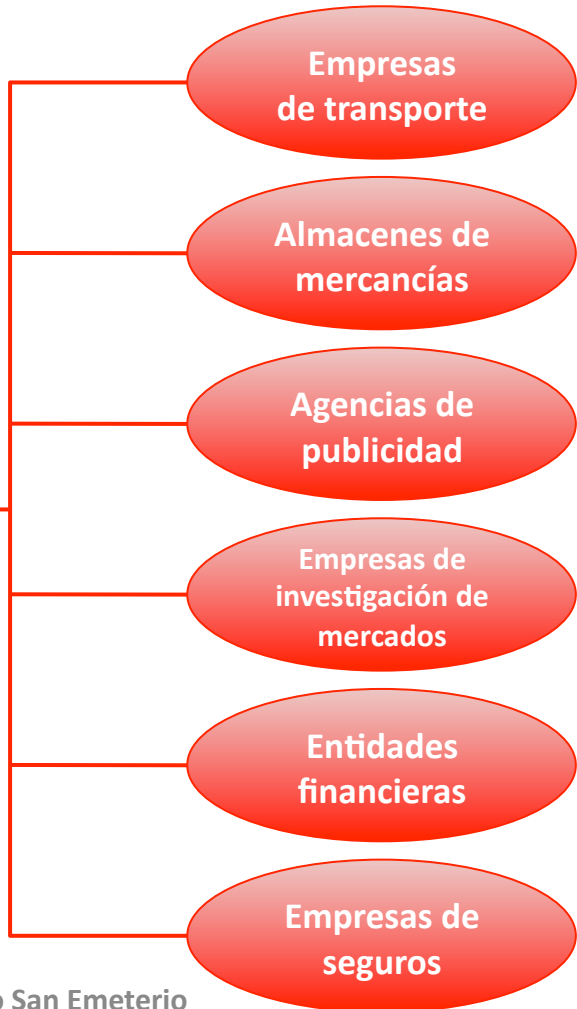 Empresas
de transporte
Almacenes de
mercancías
Agencias de
publicidad
Empresas de
investigación de
mercados
Entidades
financieras
Empresas de
seguros
San Emeterio